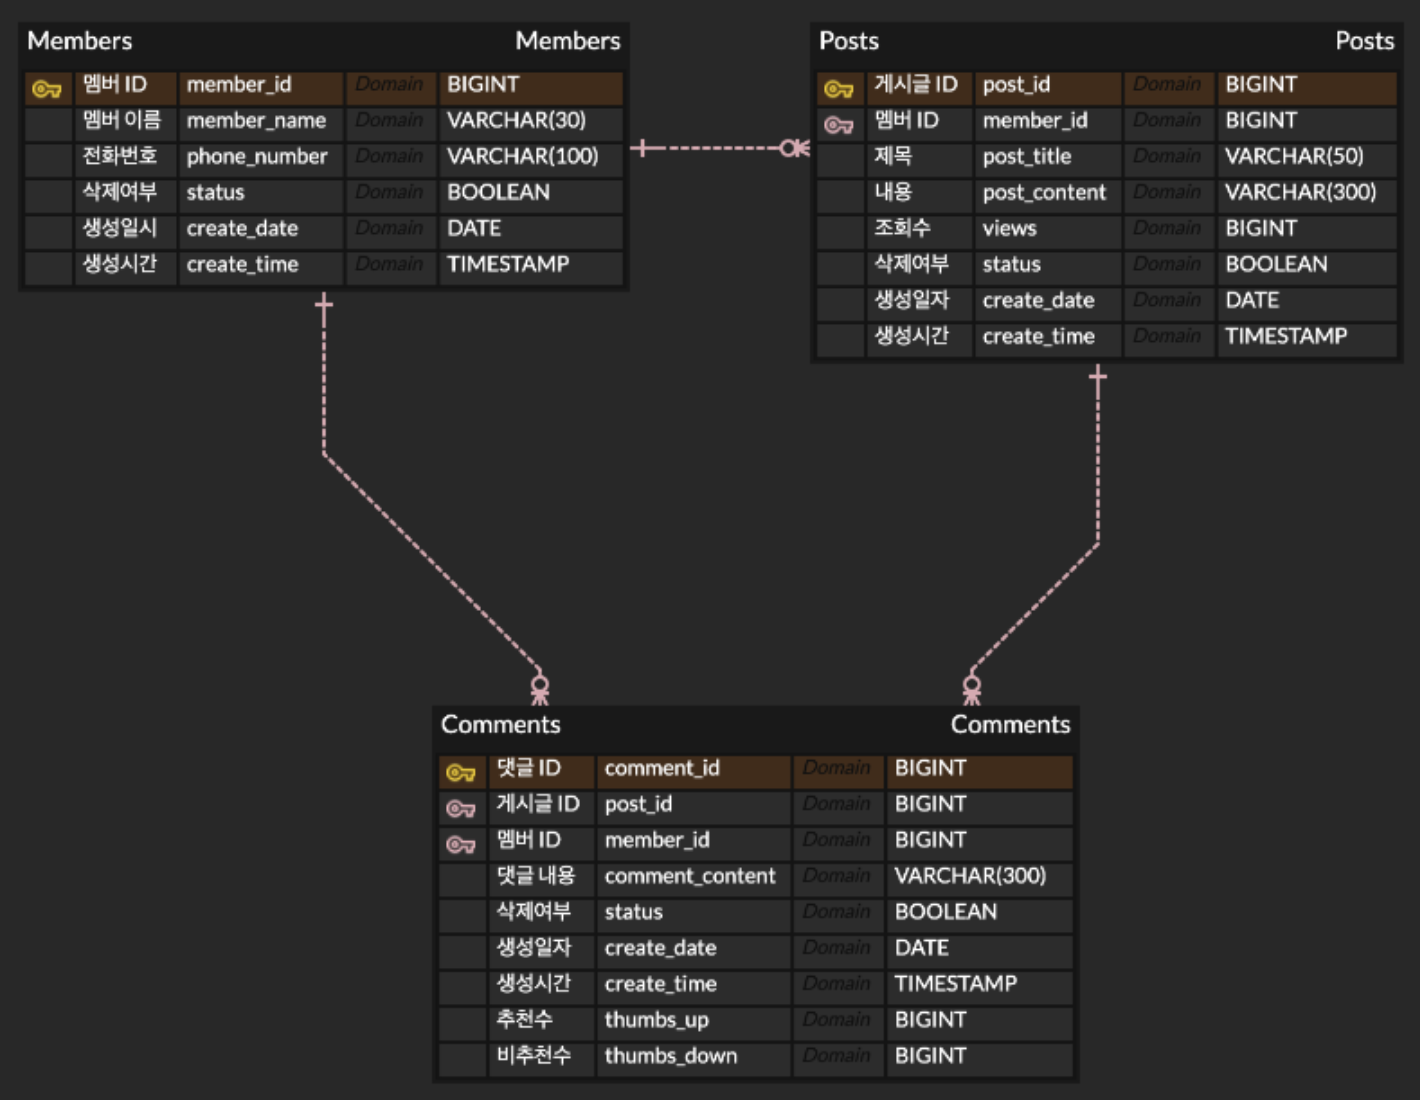 Members Members
멤버 ID member_id Domain BIGINT
멤버 이름 member_name Domain VARCHAR(30)
전화번호 phone_number Domain VARCHAR(100)
삭제여부 status Domain BOOLEAN
생성일시 create_date Domain DATE
생성시간 create_time Domain TIMESTAMP
Posts Posts
게시글 ID post_id Domain BIGINT
멤버 ID member_id Domain BIGINT
제목 post_title Domain VARCHAR(50)
내용 post_content Domain VARCHAR(300)
조회수 views Domain BIGINT
삭제여부 status Domain BOOLEAN
생성일자 create_date Domain DATE
생성시간 create_time Domain TIMESTAMP
Comments Comments
댓글 ID comment_id Domain BIGINT
게시글 ID post_id Domain BIGINT
멤버 ID member_id Domain BIGINT
댓글 내용 comment_content Domain VARCHAR(300)
삭제여부 status Domain BOOLEAN
생성일자 create_date Domain DATE
생성시간 create_time Domain TIMESTAMP
추천수 thumbs_up Domain BIGINT
비추천수 thumbs_down Domain BIGINT